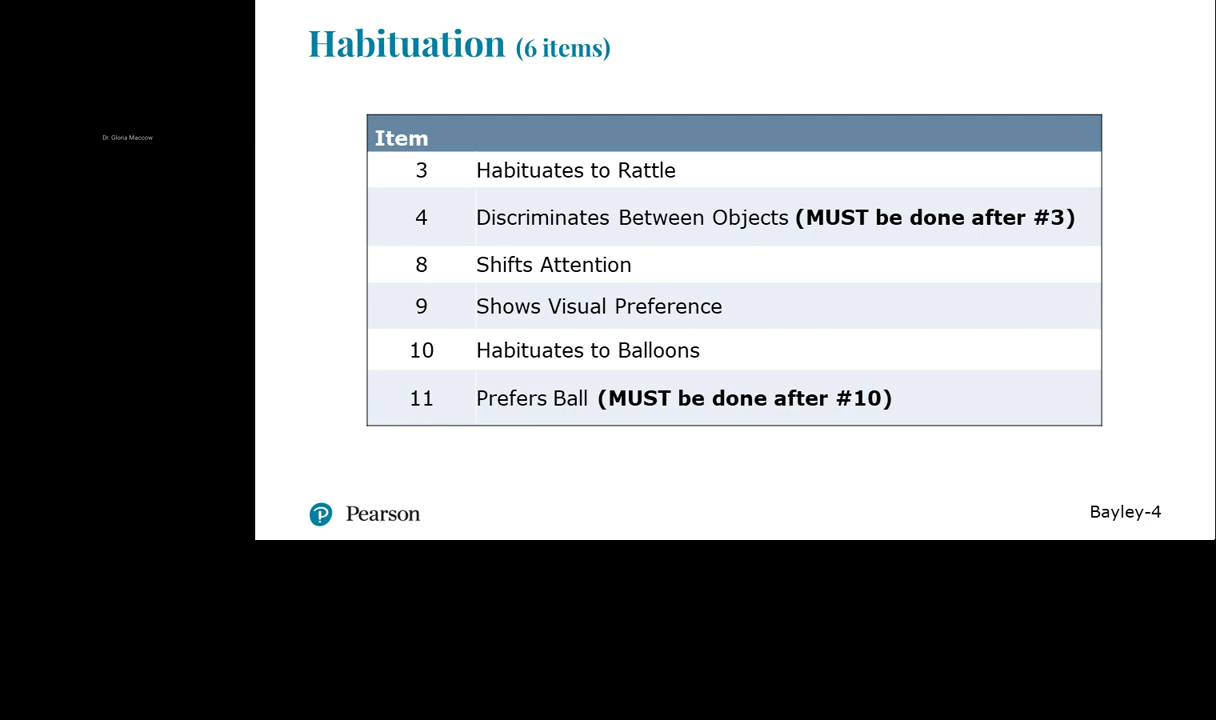 Habituation (6 items)
Dr. Gloria Maccow
Item
3 Habituates to Rattle
4 Discriminates Between Objects (MUST be done after #3)
8 Shifts Attention
9 Shows Visual Preference
10 Habituates to Balloons
11 Prefers Ball (MUST be done after #10)
Pearson
Bayley-4